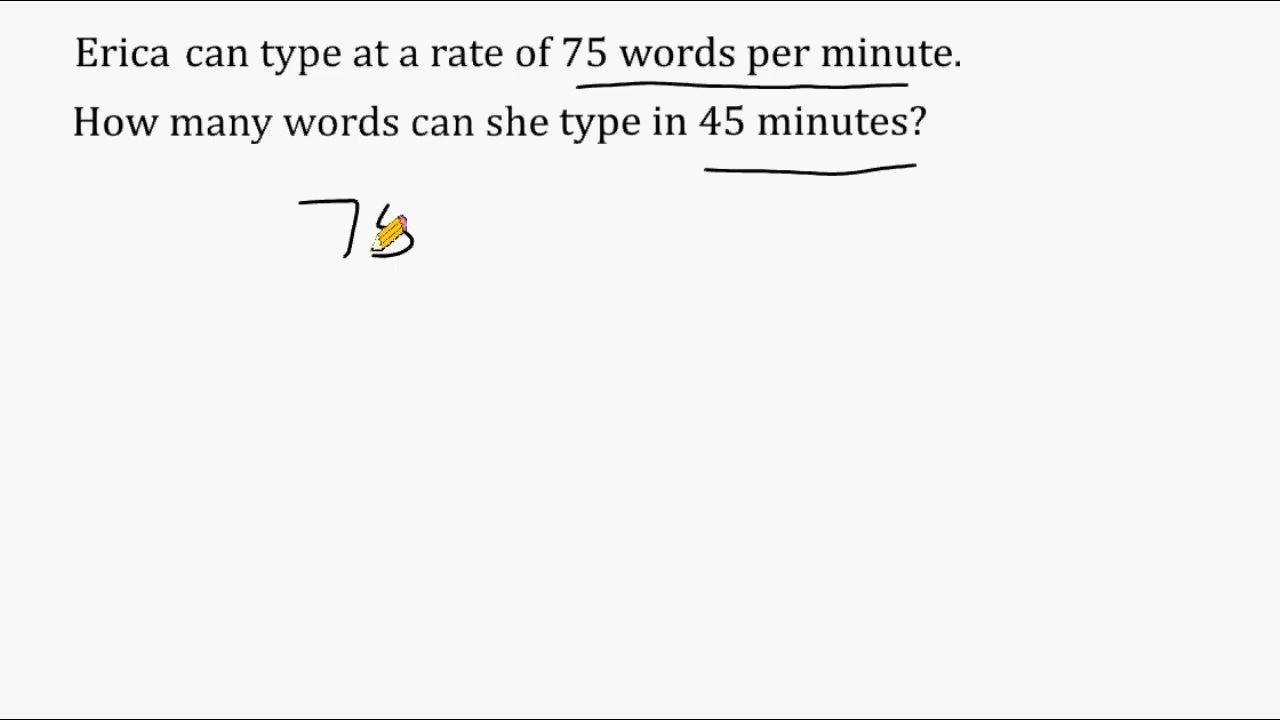 Erica can type at a rate of 75 words per minute.
How many words can she type in 45 minutes?
75